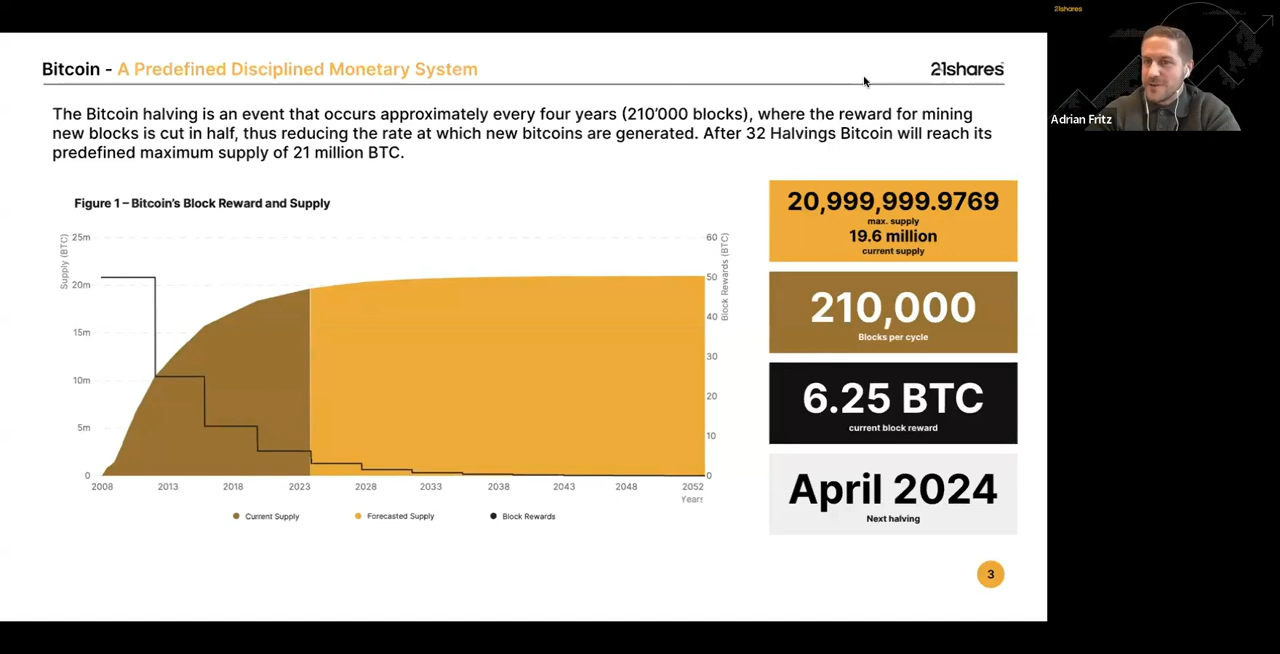 21shares
Adrian Fritz
Bitcoin - A Predefined Disciplined Monetary System
21shares
The Bitcoin halving is an event that occurs approximately every four years (210’000 blocks), where the reward for mining
new blocks is cut in half, thus reducing the rate at which new bitcoins are generated. After 32 Halvings Bitcoin will reach its
predefined maximum supply of 21 million BTC.
Figure 1 – Bitcoin’s Block Reward and Supply
Supply (BTC)
25m
20m
15m
10m
5m
0
60
50
40
30
20
10
0
Block Rewards (BTC)
2008 2013 2018 2023 2028 2033 2038 2043 2048 2052
Years
Current Supply Forecasted Supply Block Rewards
20,999,999.9769
max. supply
19.6 million
current supply
210,000
Blocks per cycle
6.25 BTC
current block reward
April 2024
Next halving
3